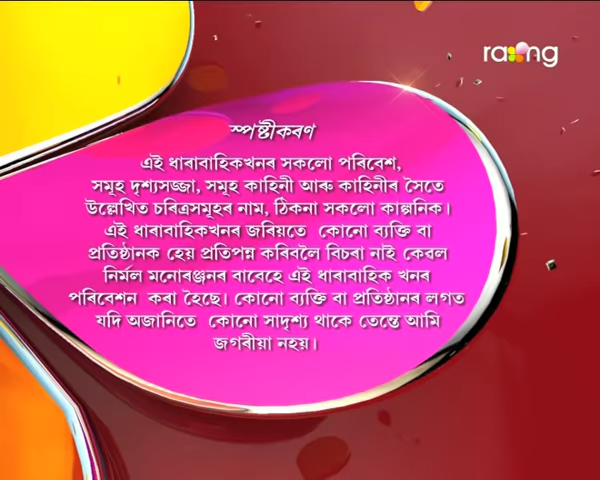 rang
স্পষ্টীকৰণ
এই ধাৰাবাহিকখনৰ সকলো পৰিবেশ,
সমূহ দৃশ্যসজ্জা, সমূহ কাহিনী আৰু কাহিনীৰ সৈতে
উল্লেখিত চৰিত্ৰসমূহৰ নাম, ঠিকনা সকলো কাল্পনিক।
এই ধাৰাবাহিকখনৰ জৰিয়তে কোনো ব্যক্তি বা
প্ৰতিষ্ঠানক হেয় প্ৰতিপন্ন কৰিবলৈ বিচৰা নাই কেৱল
নিৰ্মল মনোৰঞ্জনৰ বাবেহে এই ধাৰাবাহিক খনৰ
পৰিবেশন কৰা হৈছে। কোনো ব্যক্তি বা প্ৰতিষ্ঠানৰ লগত
যদি অজানিতে কোনো সাদৃশ্য থাকে তেন্তে আমি
জগৰীয়া নহয়।